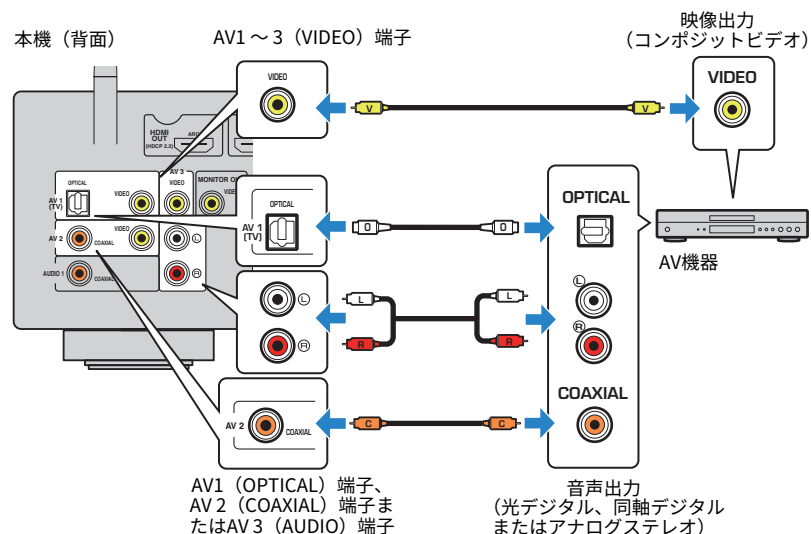 本機（背面）
AV1 ～ 3（VIDEO）端子
映像出力
（コンポジットビデオ）
VIDEO
VIDEO
HDMI
OUT
(HDCP 2.2)
ARC
V
V
AV 3
VIDEO
MONITOR OUT
VIDEO
OPTICAL
AV 1
(TV)
VIDEO
OPTICAL
AV 1
(TV)
O
O
OPTICAL
AV機器
AV 2
COAXIAL
VIDEO
L
R
AUDIO 1
COAXIAL
L
R
L
R
L
R
L
R
COAXIAL
AV 2
COAXIAL
C
C
AV1（OPTICAL）端子、
AV 2（COAXIAL）端子ま
たはAV 3（AUDIO）端子
音声出力
（光デジタル、同軸デジタル
またはアナログステレオ）